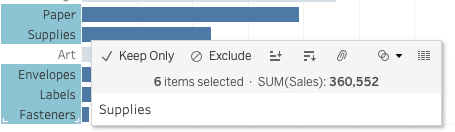 Paper
Supplies
Art
Envelopes
Labels
Fasteners
Keep Only Exclude
6 items selected · SUM(Sales): 360,552
Supplies